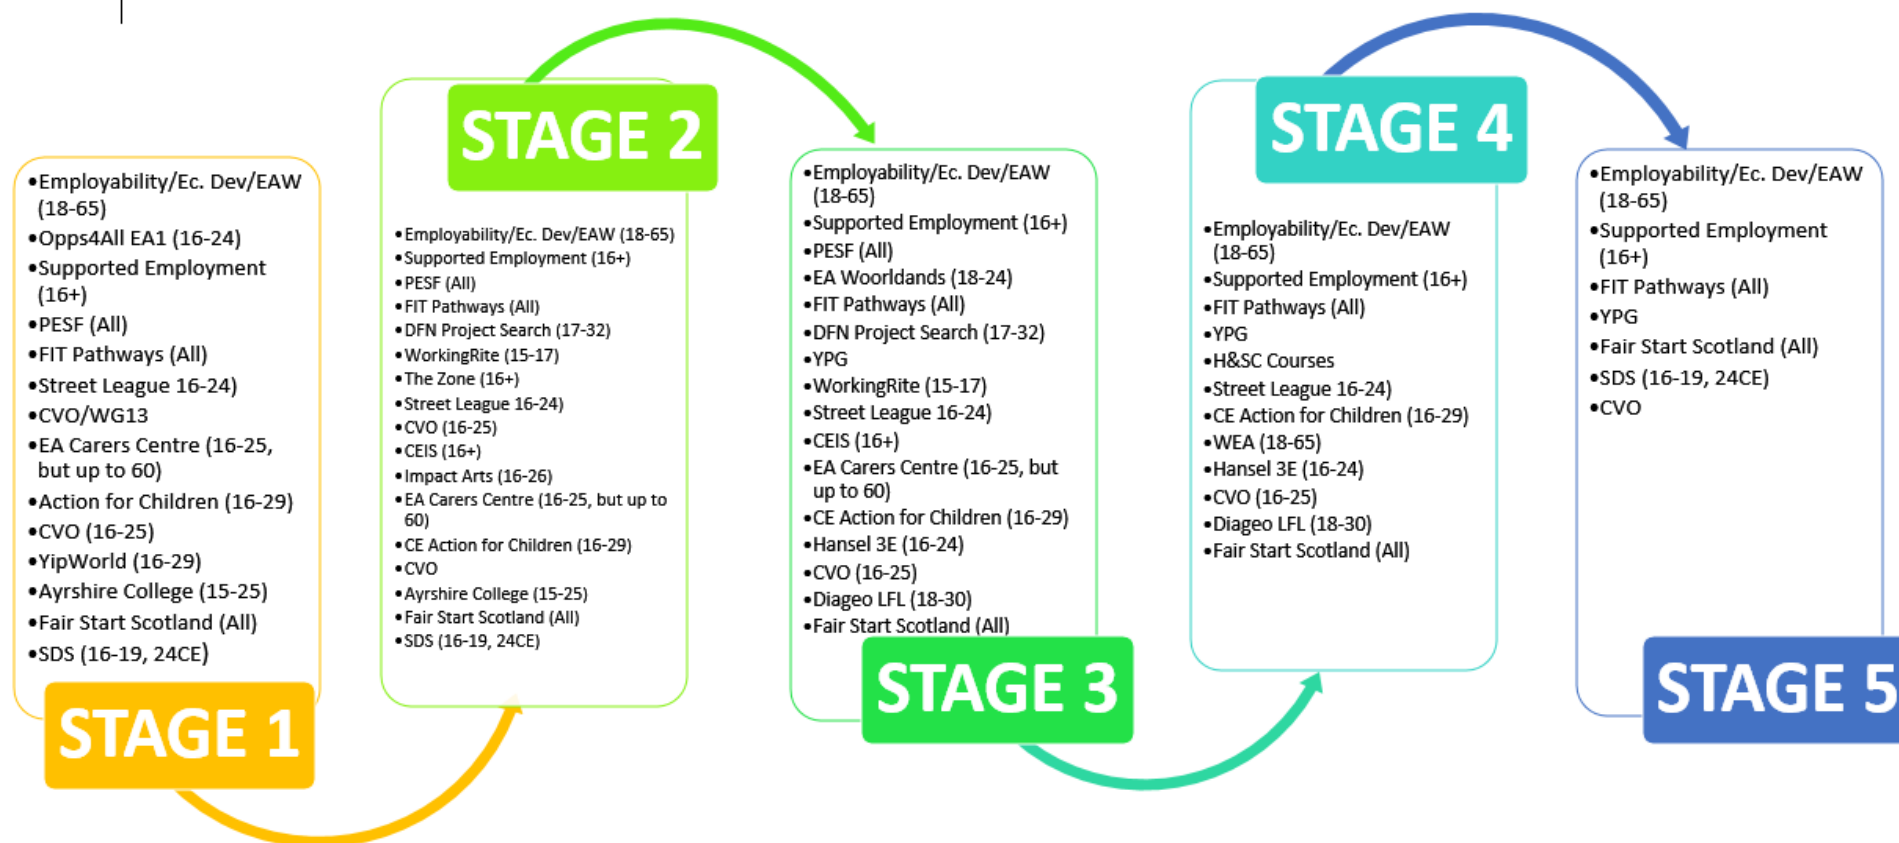 •Employability/Ec. Dev/EAW
(18-65)
•Opps4All EA1 (16-24)
•Supported Employment
(16+)
•PESF (All)
•FIT Pathways (All)
•Street League 16-24)
•CVO/WG13
•EA Carers Centre (16-25,
but up to 60)
•Action for Children (16-29)
•CVO (16-25)
•YipWorld (16-29)
•Ayrshire College (15-25)
•Fair Start Scotland (All)
•SDS (16-19, 24CE)
STAGE 1
STAGE 2
•Employability/Ec. Dev/EAW (18-65)
•Supported Employment (16+)
•PESF (All)
•FIT Pathways (All)
•DFN Project Search (17-32)
•WorkingRite (15-17)
•The Zone (16+)
•Street League 16-24)
•CVO (16-25)
•CEIS (16+)
•Impact Arts (16-26)
•EA Carers Centre (16-25, but up to
60)
•CE Action for Children (16-29)
•CVO
•Ayrshire College (15-25)
•Fair Start Scotland (All)
•SDS (16-19, 24CE)
•Employability/Ec. Dev/EAW
(18-65)
•Supported Employment (16+)
•PESF (All)
•EA Woorldands (18-24)
•FIT Pathways (All)
•DFN Project Search (17-32)
•YPG
•WorkingRite (15-17)
•Street League 16-24)
•CEIS (16+)
•EA Carers Centre (16-25, but
up to 60)
•CE Action for Children (16-29)
•Hansel 3E (16-24)
•CVO (16-25)
•Diageo LFL (18-30)
•Fair Start Scotland (All)
STAGE 3
STAGE 4
•Employability/Ec. Dev/EAW
(18-65)
•Supported Employment (16+)
•FIT Pathways (All)
•YPG
•H&SC Courses
•Street League 16-24)
•CE Action for Children (16-29)
•WEA (18-65)
•Hansel 3E (16-24)
•CVO (16-25)
•Diageo LFL (18-30)
•Fair Start Scotland (All)
•Employability/Ec. Dev/EAW
(18-65)
•Supported Employment
(16+)
•FIT Pathways (All)
•YPG
•Fair Start Scotland (All)
•SDS (16-19, 24CE)
•CVO
STAGE 5